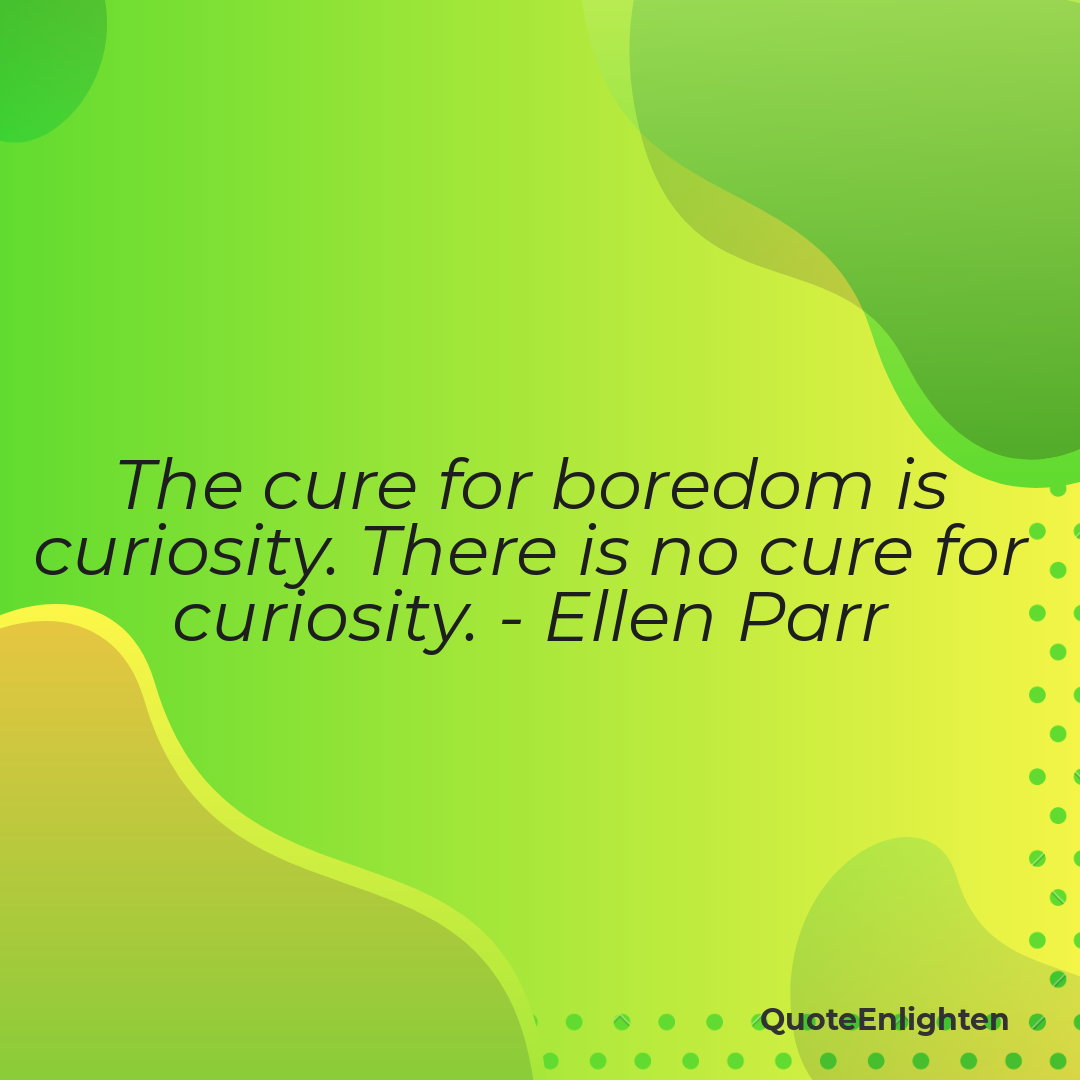 The cure for boredom is
curiosity. There is no cure for
curiosity. - Ellen Parr
QuoteEnlighten